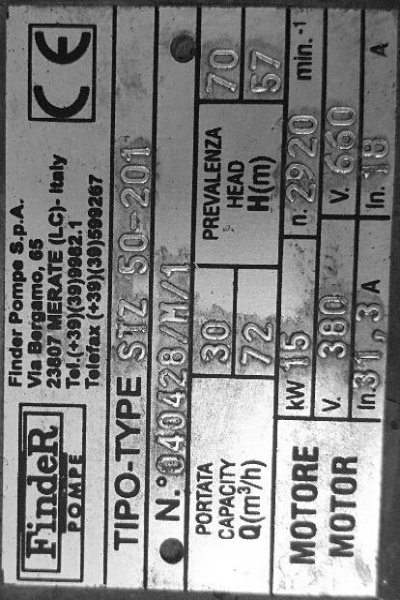 FindeR
POMPE
Finder Pompe S.p.A.
Via Bergamo, 65
23807 MERATE (LC)- Italy
Tel.(+39)(39)9982.1
Telefax (+39)(39)599267
CE
TIPO-TYPE STZ 50-201
N.° 040428/M/1
PORTATA
CAPACITY
Q(m³/h)
30
72
PREVALENZA
HEAD
H(m)
70
57
MOTORE
MOTOR
kW 15 n. 2920 min.⁻¹
V. 380 V. 660
In. 31,3 A In. 18 A